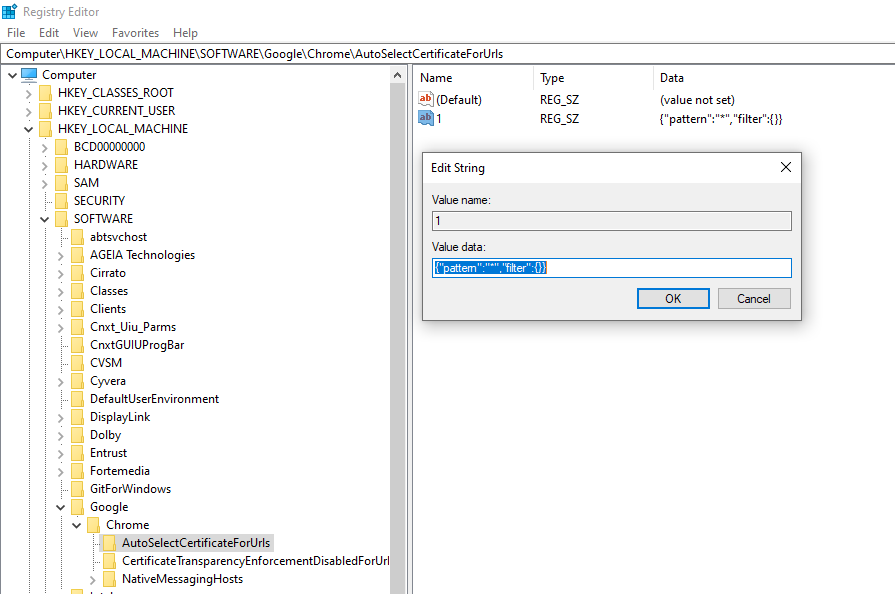 Registry Editor
File Edit View Favorites Help
Computer\HKEY_LOCAL_MACHINE\SOFTWARE\Google\Chrome\AutoSelectCertificateForUrls
Computer
HKEY_CLASSES_ROOT
HKEY_CURRENT_USER
HKEY_LOCAL_MACHINE
BCD00000000
HARDWARE
SAM
SECURITY
SOFTWARE
abtsvchost
AGEIA Technologies
Cirrato
Classes
Clients
Cnxt_Uiu_Parms
CnxtGUIUProgBar
CVSM
Cyvera
DefaultUserEnvironment
DisplayLink
Dolby
Entrust
Fortemedia
GitForWindows
Google
Chrome
AutoSelectCertificateForUrls
CertificateTransparencyEnforcementDisabledForUrl
NativeMessagingHosts
Name Type Data
ab (Default) REG_SZ (value not set)
ab 1 REG_SZ {"pattern":"*","filter":{}}
Edit String
Value name:
1
Value data:
{"pattern":"*","filter":{}}
OK Cancel